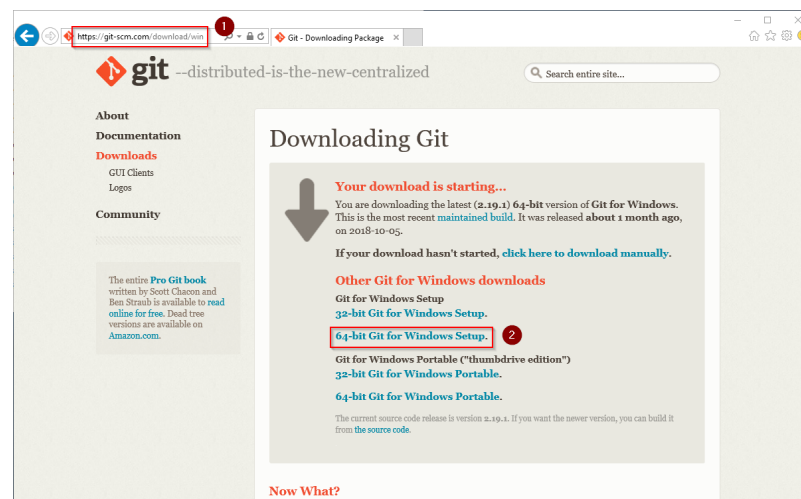 1
https://git-scm.com/download/win
Git - Downloading Package
git --distributed-is-the-new-centralized
Search entire site...
About
Documentation
Downloads
GUI Clients
Logos
Community
The entire Pro Git book
written by Scott Chacon and
Ben Straub is available to read
online for free. Dead tree
versions are available on
Amazon.com.
Downloading Git
Your download is starting...
You are downloading the latest (2.19.1) 64-bit version of Git for Windows.
This is the most recent maintained build. It was released about 1 month ago,
on 2018-10-05.
If your download hasn't started, click here to download manually.
Other Git for Windows downloads
Git for Windows Setup
32-bit Git for Windows Setup.
64-bit Git for Windows Setup.
2
Git for Windows Portable ("thumbdrive edition")
32-bit Git for Windows Portable.
64-bit Git for Windows Portable.
The current source code release is version 2.19.1. If you want the newer version, you can build it
from the source code.
Now What?